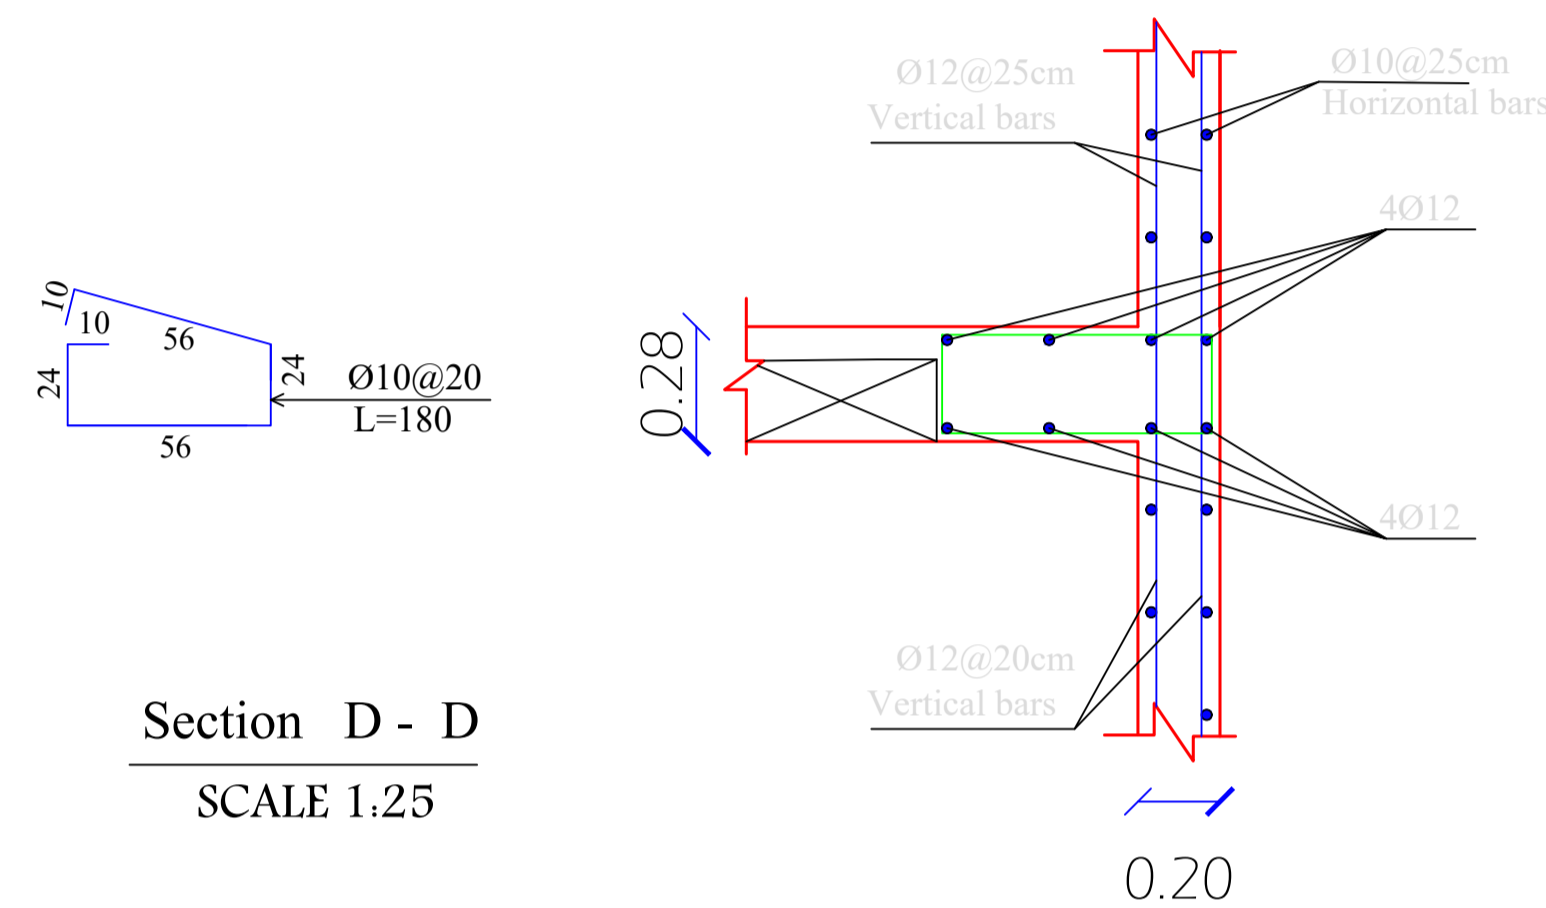 Ø12@25cm
Vertical bars
Ø10@25cm
Horizontal bars
4Ø12
10
10
56
24
24
Ø10@20
L=180
56
0.28
4Ø12
Ø12@20cm
Vertical bars
Section D - D
SCALE 1:25
0.20